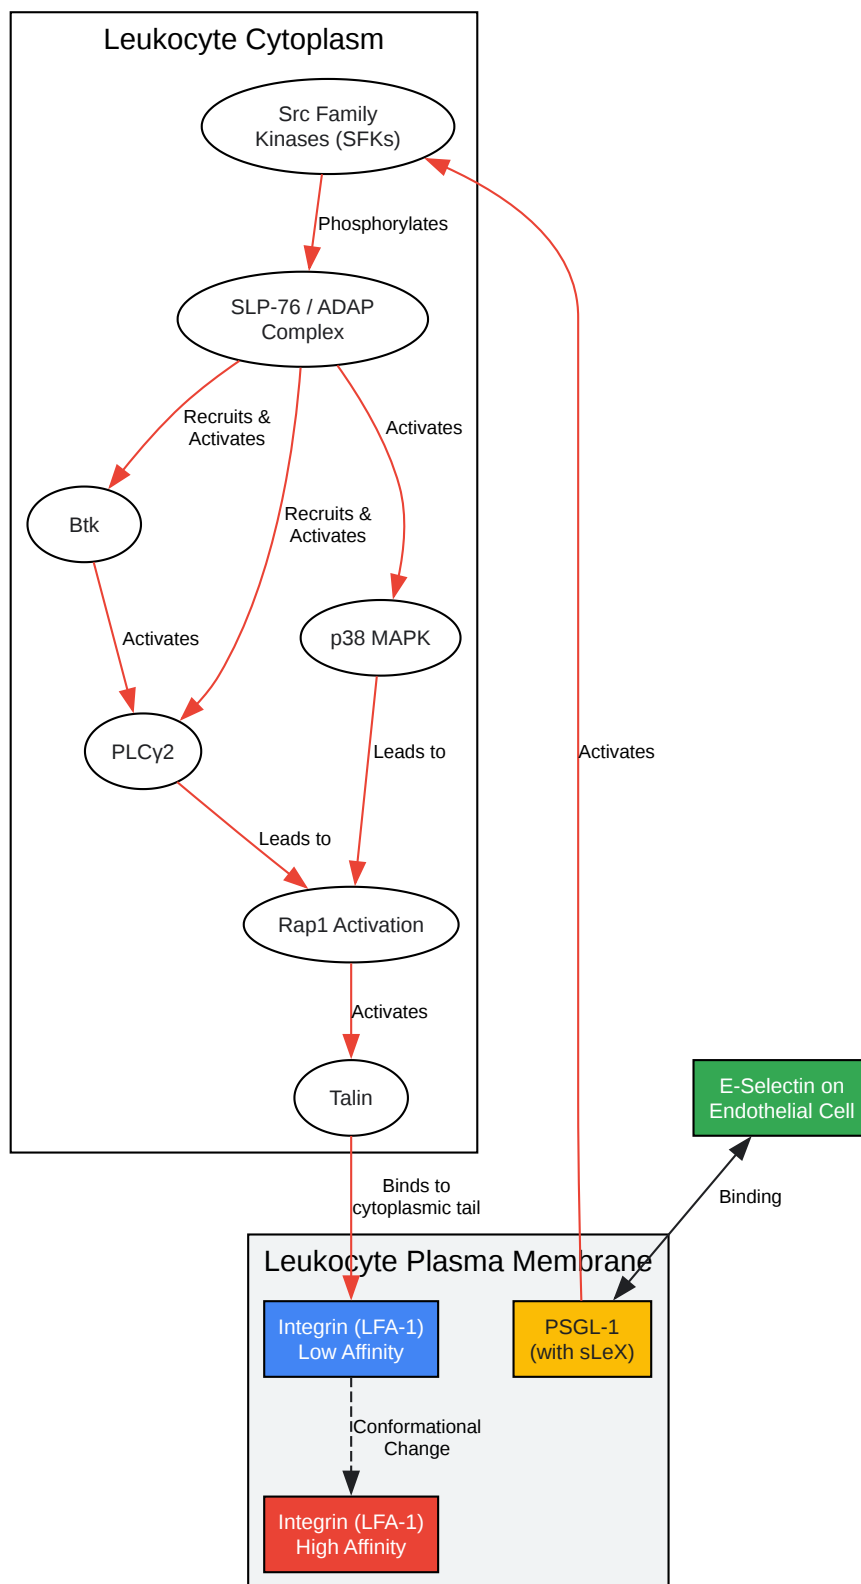 Leukocyte Cytoplasm
Src Family
Kinases (SFKs)
Phosphorylates
SLP-76 / ADAP
Complex
Recruits &
Activates
Activates
Btk
Recruits &
Activates
p38 MAPK
Activates
PLCγ2
Leads to
Activates
Leads to
Rap1 Activation
Activates
Talin
E-Selectin on
Endothelial Cell
Binds to
cytoplasmic tail
Binding
Leukocyte Plasma Membrane
Integrin (LFA-1)
Low Affinity
PSGL-1
(with sLeX)
Conformational
Change
Integrin (LFA-1)
High Affinity